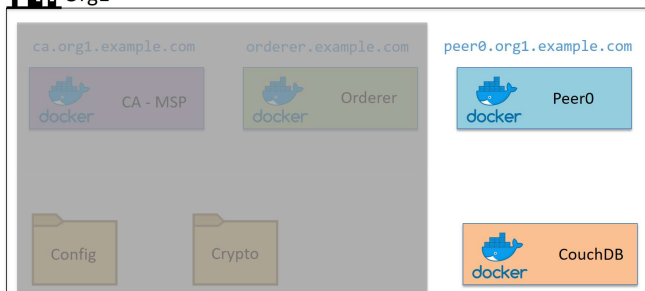 Org1
ca.org1.example.com
orderer.example.com
peer0.org1.example.com
docker
CA - MSP
docker
Orderer
docker
Peer0
Config
Crypto
docker
CouchDB